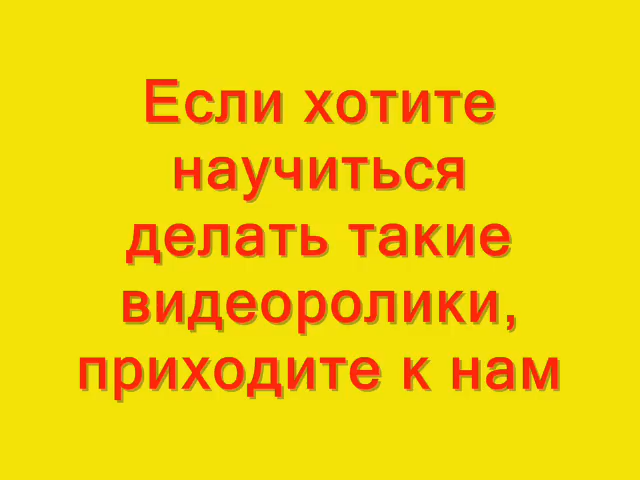 Если хотите
научиться
делать такие
видеоролики,
приходите к нам